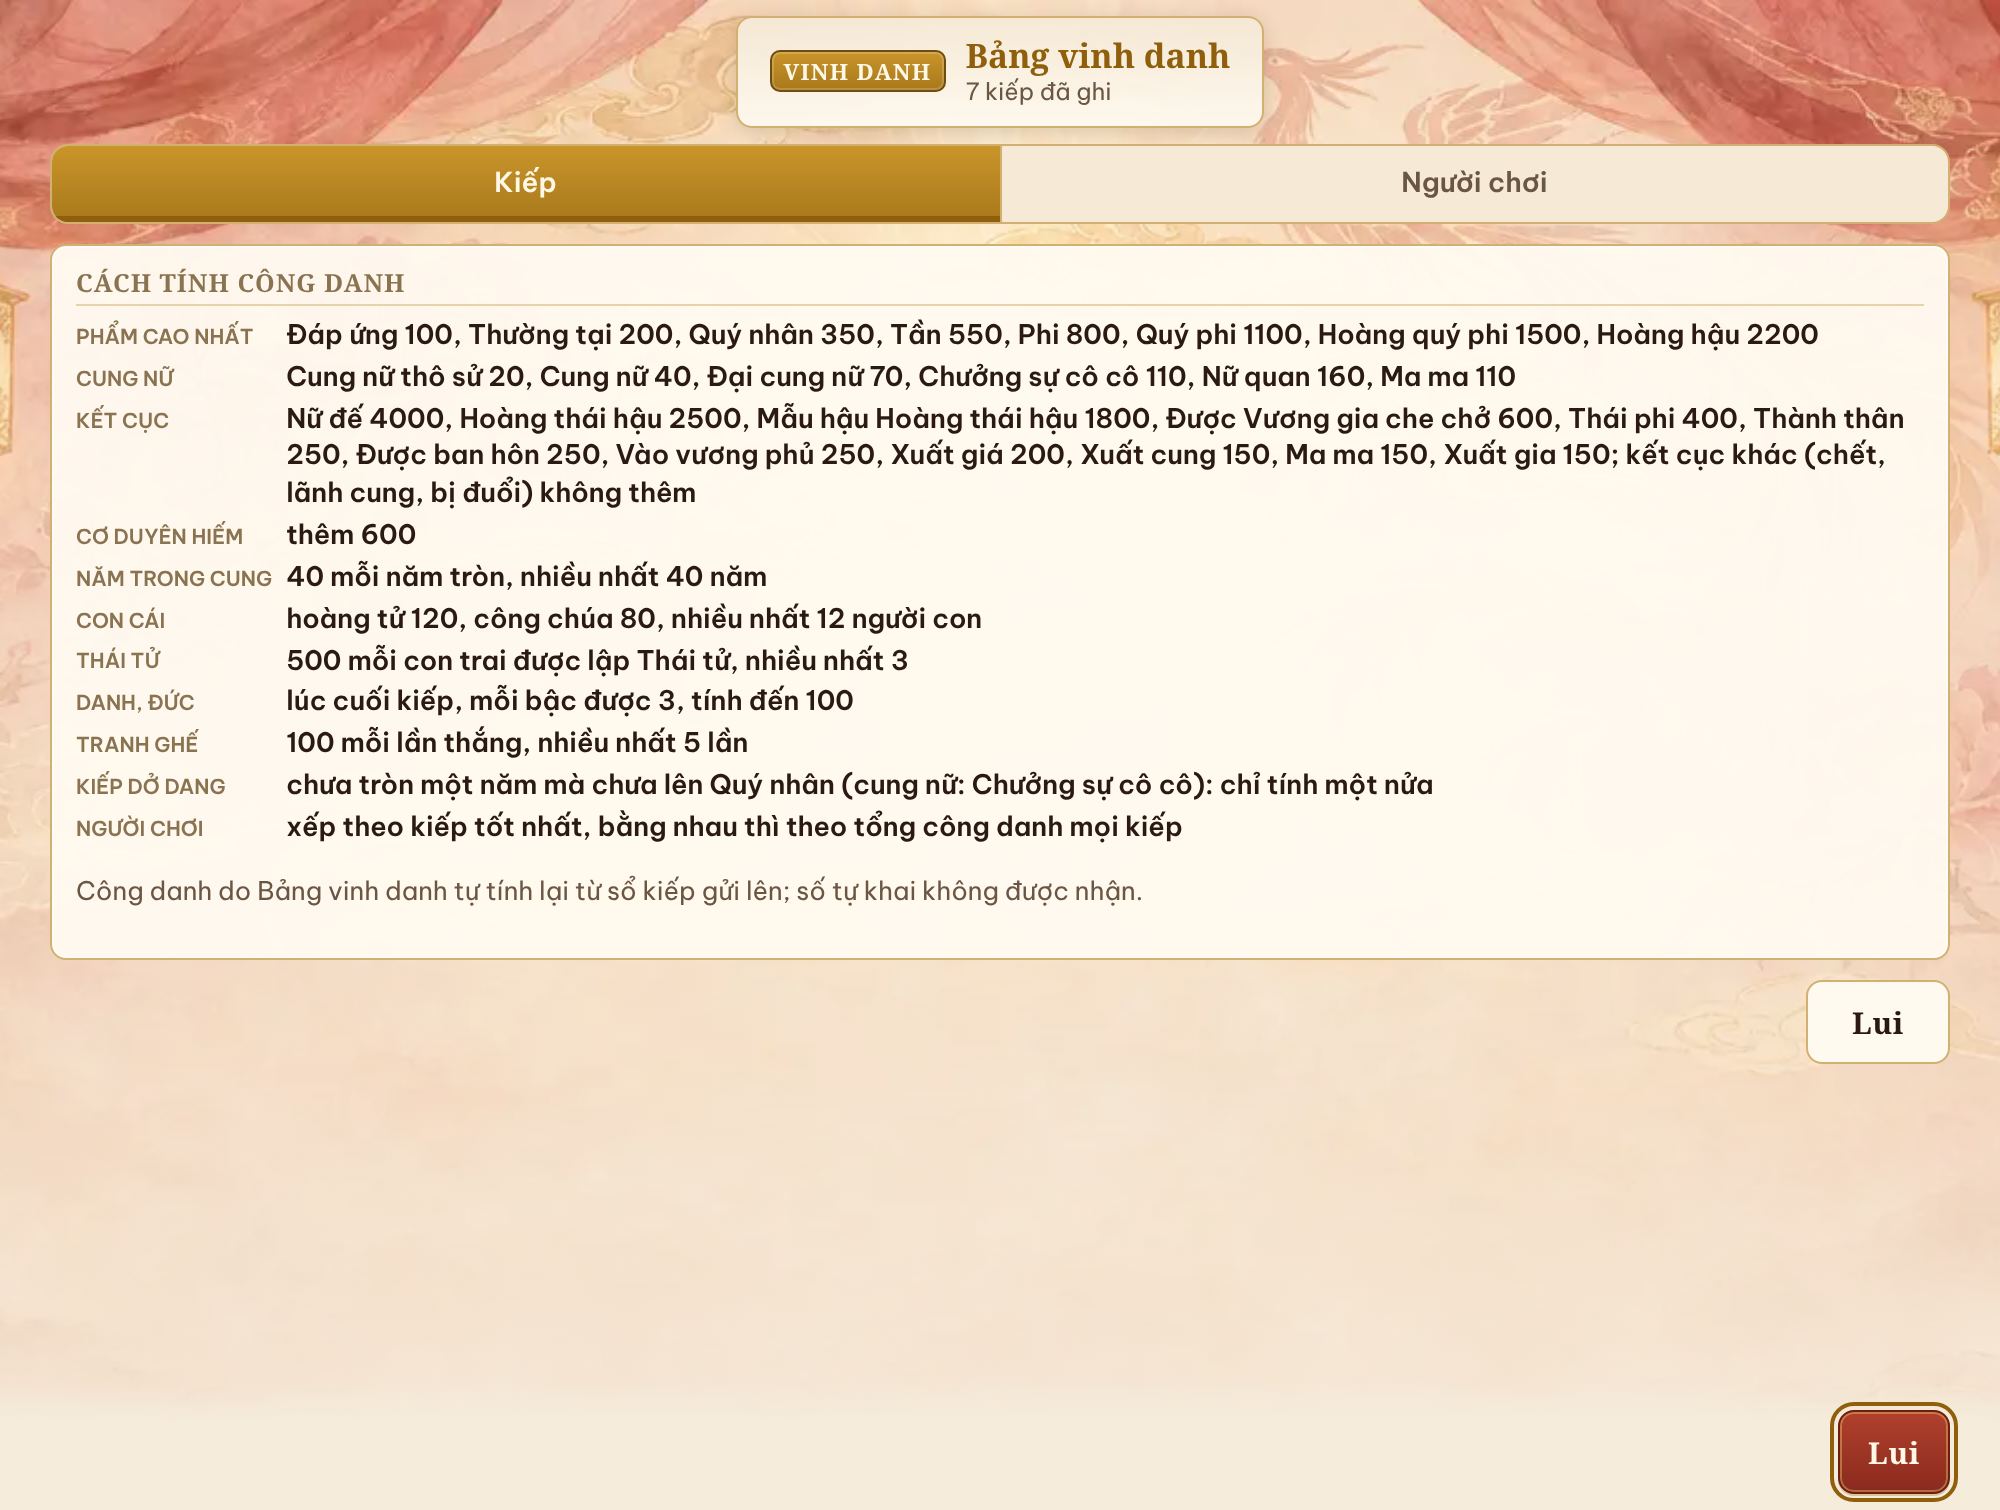 VINH DANH
Bảng vinh danh
7 kiếp đã ghi
Kiếp
Người chơi
CÁCH TÍNH CÔNG DANH
PHẨM CAO NHẤT Đáp ứng 100, Thường tại 200, Quý nhân 350, Tần 550, Phi 800, Quý phi 1100, Hoàng quý phi 1500, Hoàng hậu 2200
CUNG NỮ Cung nữ thô sử 20, Cung nữ 40, Đại cung nữ 70, Chưởng sự cô cô 110, Nữ quan 160, Ma ma 110
KẾT CỤC Nữ đế 4000, Hoàng thái hậu 2500, Mẫu hậu Hoàng thái hậu 1800, Được Vương gia che chở 600, Thái phi 400, Thành thân
250, Được ban hôn 250, Vào vương phủ 250, Xuất giá 200, Xuất cung 150, Ma ma 150, Xuất gia 150; kết cục khác (chết,
lãnh cung, bị đuổi) không thêm
CƠ DUYÊN HIẾM thêm 600
NĂM TRONG CUNG 40 mỗi năm tròn, nhiều nhất 40 năm
CON CÁI hoàng tử 120, công chúa 80, nhiều nhất 12 người con
THÁI TỬ 500 mỗi con trai được lập Thái tử, nhiều nhất 3
DANH, ĐỨC lúc cuối kiếp, mỗi bậc được 3, tính đến 100
TRANH GHẾ 100 mỗi lần thắng, nhiều nhất 5 lần
KIẾP DỞ DANG chưa tròn một năm mà chưa lên Quý nhân (cung nữ: Chưởng sự cô cô): chỉ tính một nửa
NGƯỜI CHƠI xếp theo kiếp tốt nhất, bằng nhau thì theo tổng công danh mọi kiếp
Công danh do Bảng vinh danh tự tính lại từ sổ kiếp gửi lên; số tự khai không được nhận.
Lui
Lui